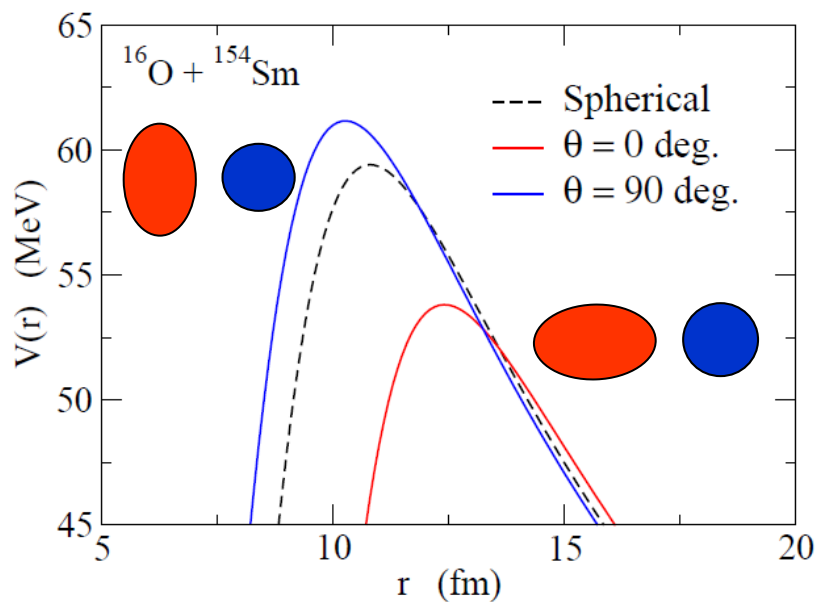 65
60
55
50
45
V(r) (MeV)
¹⁶O + ¹⁵⁴Sm
Spherical
θ = 0 deg.
θ = 90 deg.
5
10
15
20
r (fm)